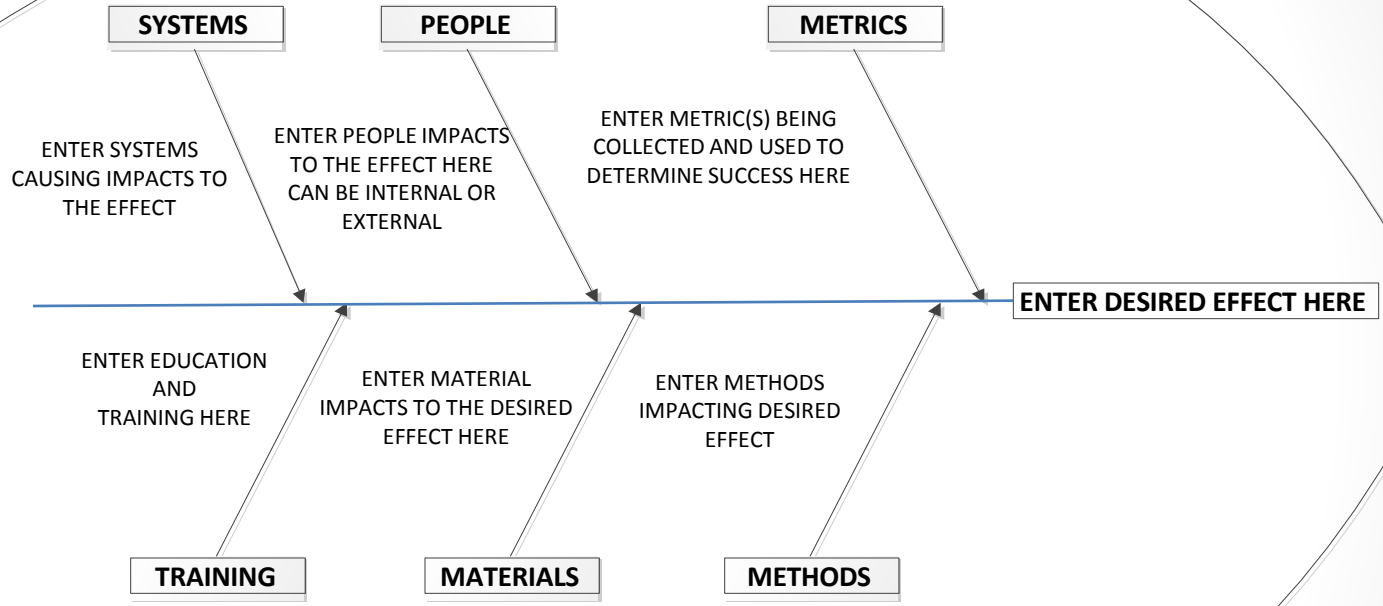 SYSTEMS
PEOPLE
METRICS
ENTER SYSTEMS
CAUSING IMPACTS TO
THE EFFECT
ENTER PEOPLE IMPACTS
TO THE EFFECT HERE
CAN BE INTERNAL OR
EXTERNAL
ENTER METRIC(S) BEING
COLLECTED AND USED TO
DETERMINE SUCCESS HERE
ENTER DESIRED EFFECT HERE
ENTER EDUCATION
AND
TRAINING HERE
ENTER MATERIAL
IMPACTS TO THE DESIRED
EFFECT HERE
ENTER METHODS
IMPACTING DESIRED
EFFECT
TRAINING
MATERIALS
METHODS